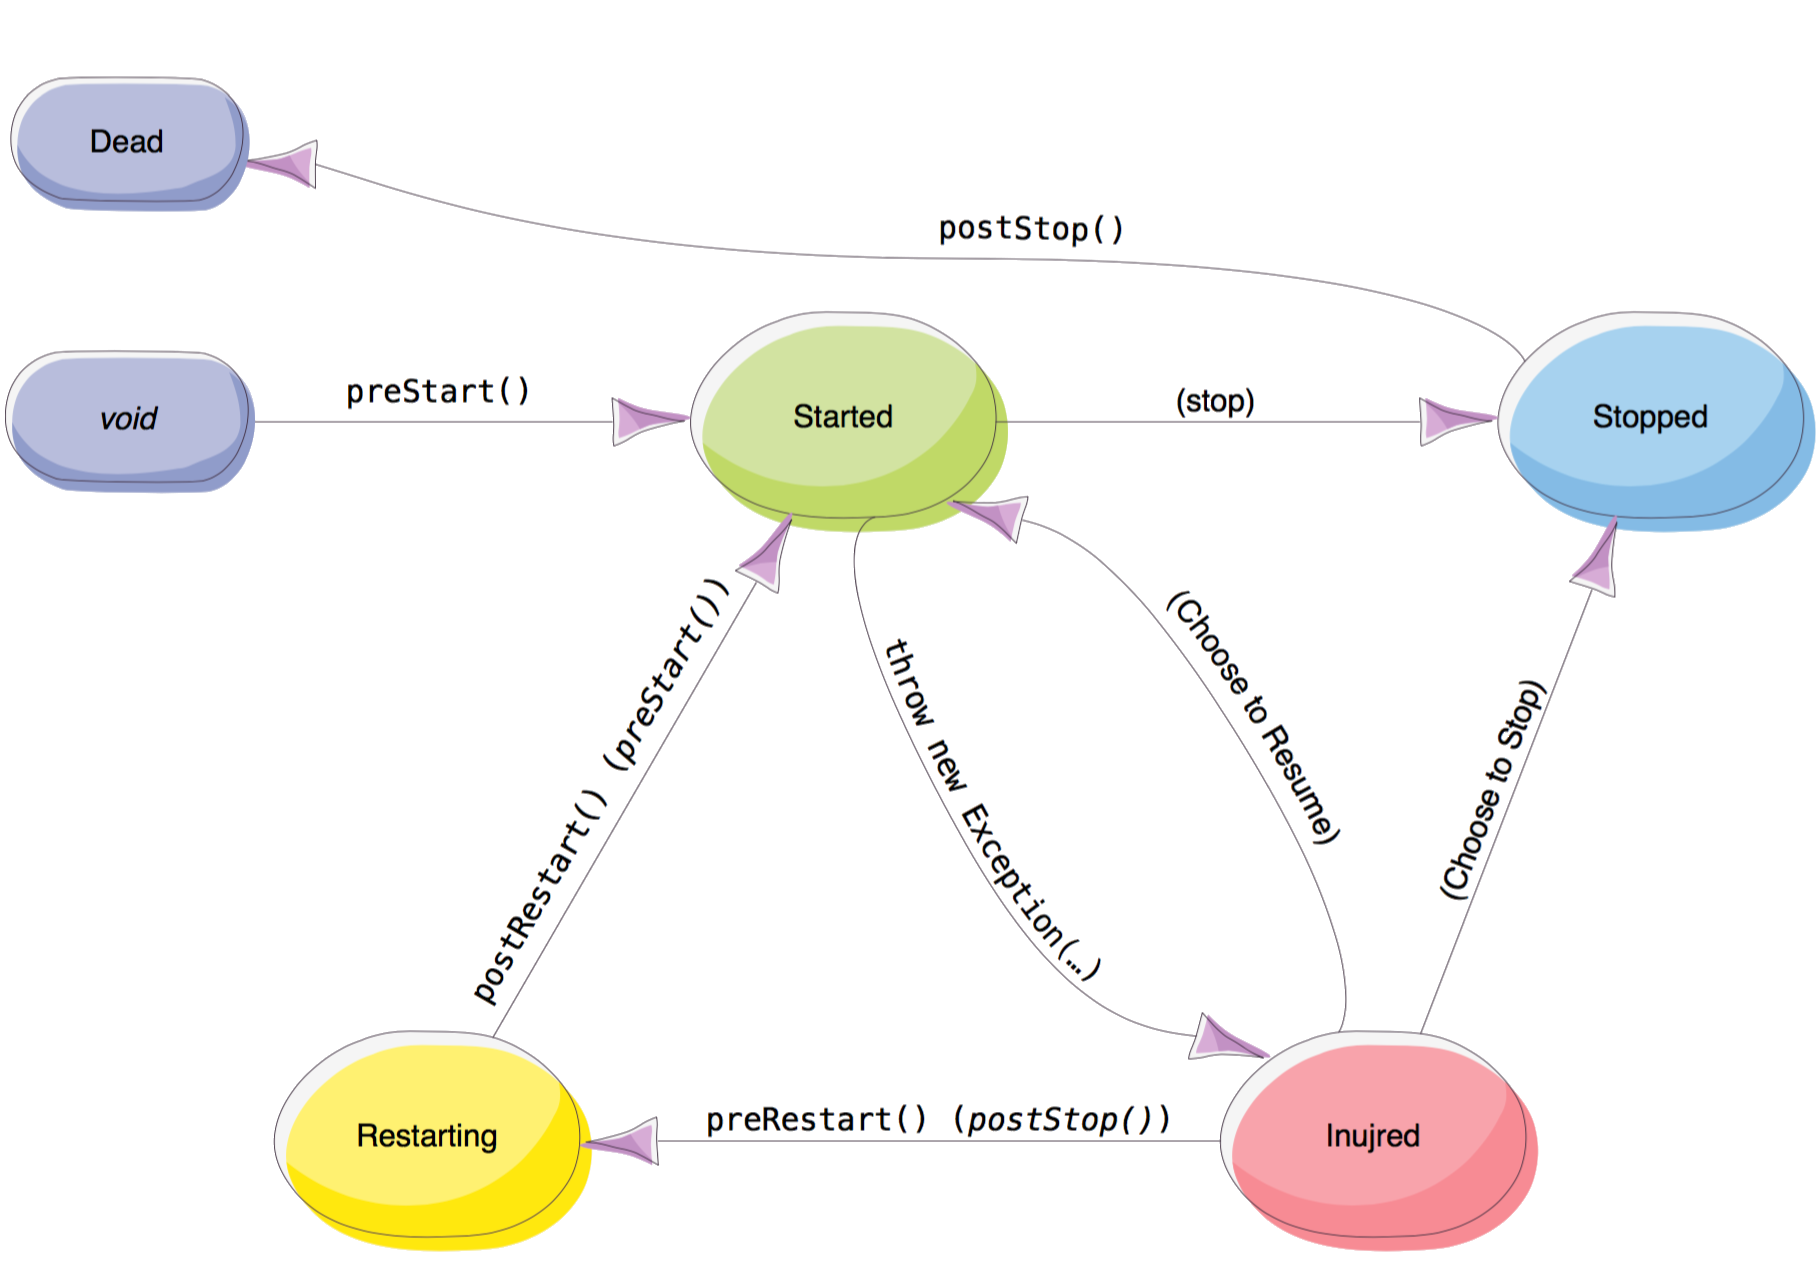 Dead
postStop()
void
preStart()
Started
(stop)
Stopped
postRestart() (preStart())
throw new Exception(…)
(Choose to Resume)
(Choose to Stop)
Restarting
preRestart() (postStop())
Inujred